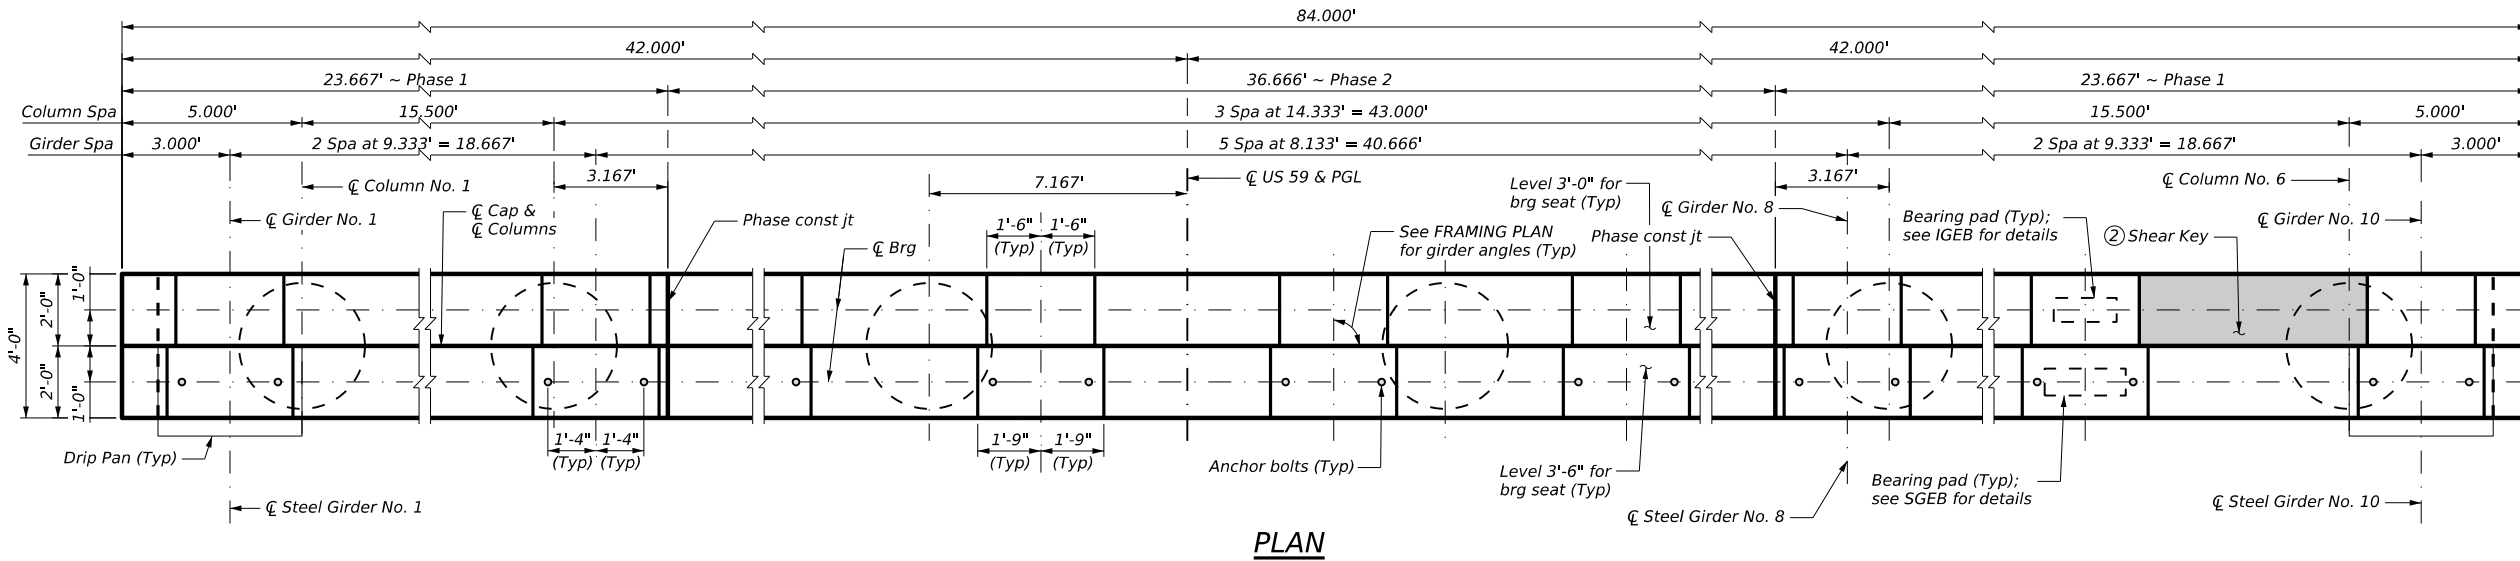 84.000'
42.000'
42.000'
23.667' ~ Phase 1
36.666' ~ Phase 2
23.667' ~ Phase 1
Column Spa
5.000'
15.500'
3 Spa at 14.333' = 43.000'
15.500'
5.000'
Girder Spa
3.000'
2 Spa at 9.333' = 18.667'
5 Spa at 8.133' = 40.666'
2 Spa at 9.333' = 18.667'
3.000'
℄ Column No. 1
3.167'
7.167'
℄ US 59 & PGL
Level 3'-0" for
brg seat (Typ)
3.167'
℄ Column No. 6
℄ Girder No. 1
℄ Cap &
℄ Columns
Phase const jt
℄ Brg
1'-6"
(Typ)
1'-6"
(Typ)
See FRAMING PLAN
for girder angles (Typ)
℄ Girder No. 8
Phase const jt
Bearing pad (Typ);
see IGEB for details
2 Shear Key
℄ Girder No. 10
4'-0"
2'-0"
2'-0"
1'-0"
1'-0"
Drip Pan (Typ)
1'-4"
(Typ)
1'-4"
(Typ)
1'-9"
(Typ)
1'-9"
(Typ)
Anchor bolts (Typ)
Level 3'-6" for
brg seat (Typ)
Bearing pad (Typ);
see SGEB for details
℄ Steel Girder No. 1
℄ Steel Girder No. 8
℄ Steel Girder No. 10
PLAN